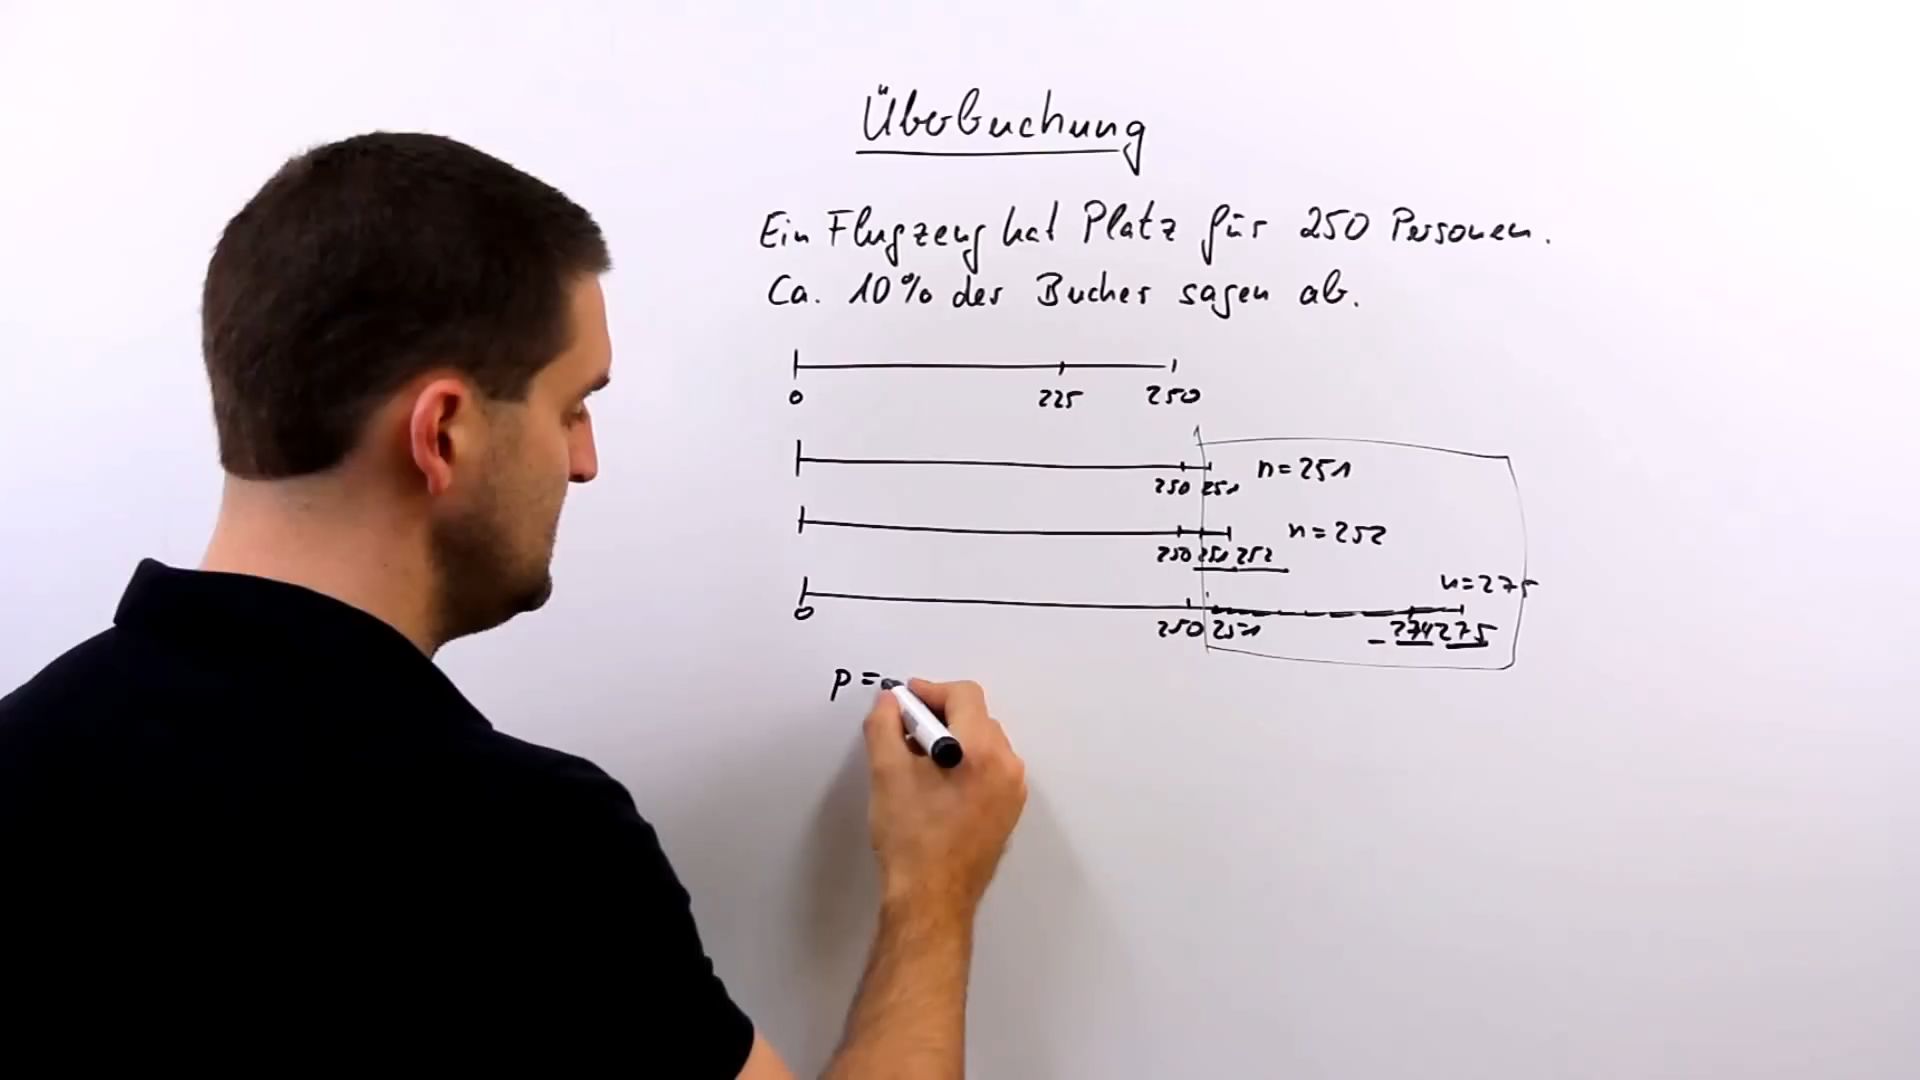 Überbuchung
Ein Flugzeug hat Platz für 250 Personen.
Ca. 10% der Bucher sagen ab.
0 225 250
n=251
250 251
n=252
250 251 252
n=275
0 250 251 - 274 275
p=